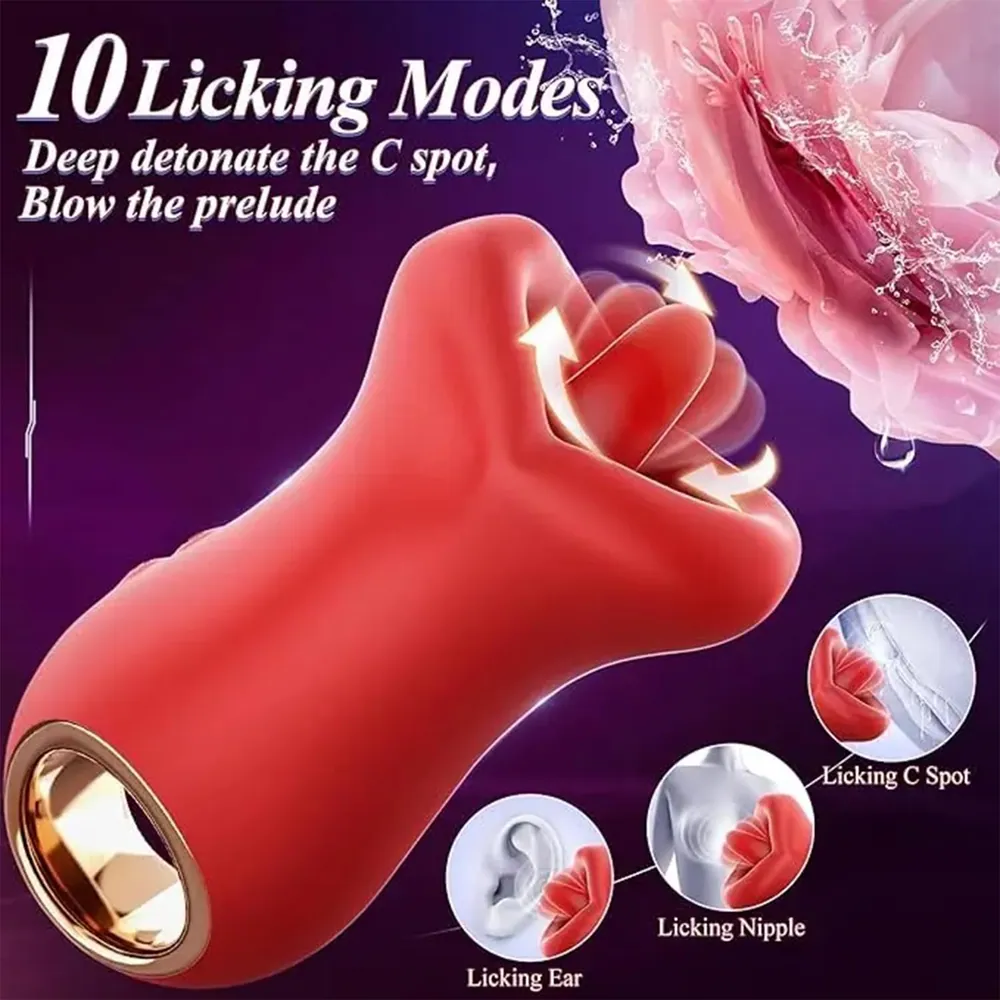 10 Licking Modes
Deep detonate the C spot,
Blow the prelude
Licking C Spot
Licking Nipple
Licking Ear